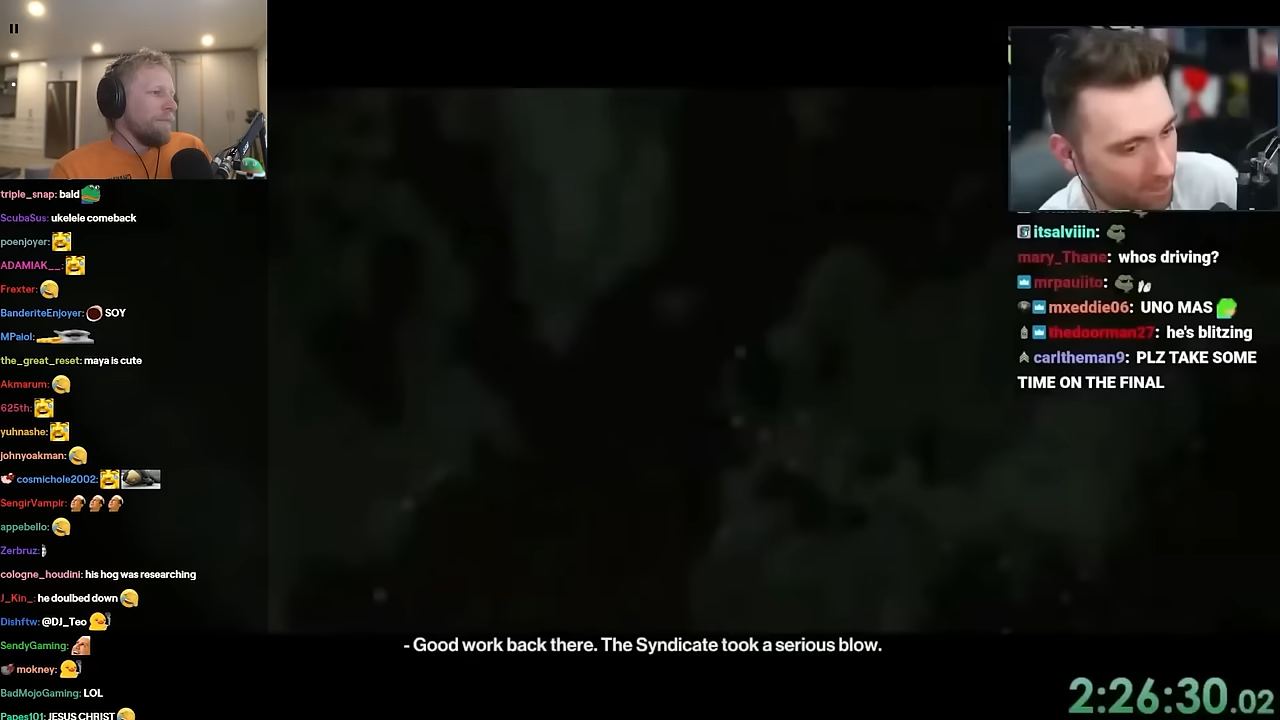 triple_snap: bald
ScubaSus: ukelele comeback
poenjoyer:
ADAMIAK__:
Frexter:
BanderiteEnjoyer: SOY
MPaiol:
the_great_reset: maya is cute
Akmarum:
625th:
yuhnashe:
johnyoakman:
cosmichole2002:
SengirVampir:
appebello:
Zerbruz:
cologne_houdini: his hog was researching
J_Kin_: he doulbed down
Dishftw: @DJ_Teo
SendyGaming:
mokney:
BadMojoGaming: LOL
Papes101: JESUS CHRIST
itsalviiin:
mary_Thane: whos driving?
mrpauiito:
mxeddie06: UNO MAS
thedoorman27: he's blitzing
carltheman9: PLZ TAKE SOME
TIME ON THE FINAL
- Good work back there. The Syndicate took a serious blow.
2:26:30.02